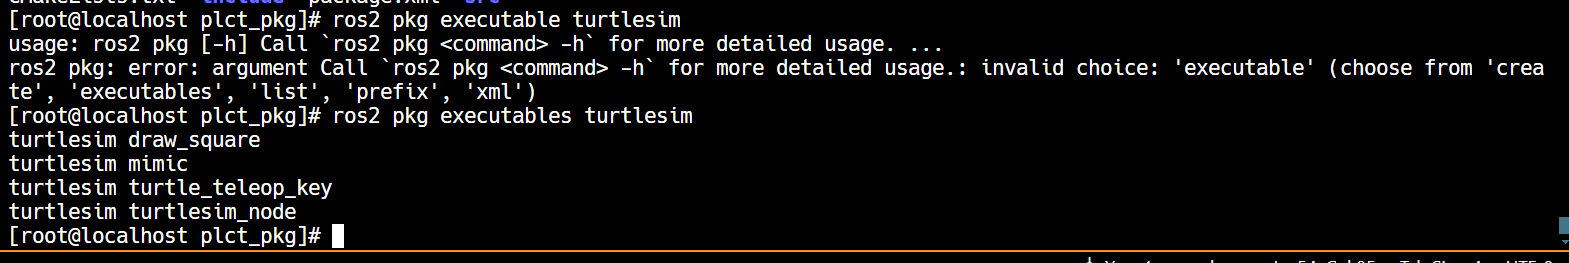 [root@localhost plct_pkg]# ros2 pkg executable turtlesim
usage: ros2 pkg [-h] Call `ros2 pkg <command> -h` for more detailed usage. ...
ros2 pkg: error: argument Call `ros2 pkg <command> -h` for more detailed usage.: invalid choice: 'executable' (choose from 'crea
te', 'executables', 'list', 'prefix', 'xml')
[root@localhost plct_pkg]# ros2 pkg executables turtlesim
turtlesim draw_square
turtlesim mimic
turtlesim turtle_teleop_key
turtlesim turtlesim_node
[root@localhost plct_pkg]#